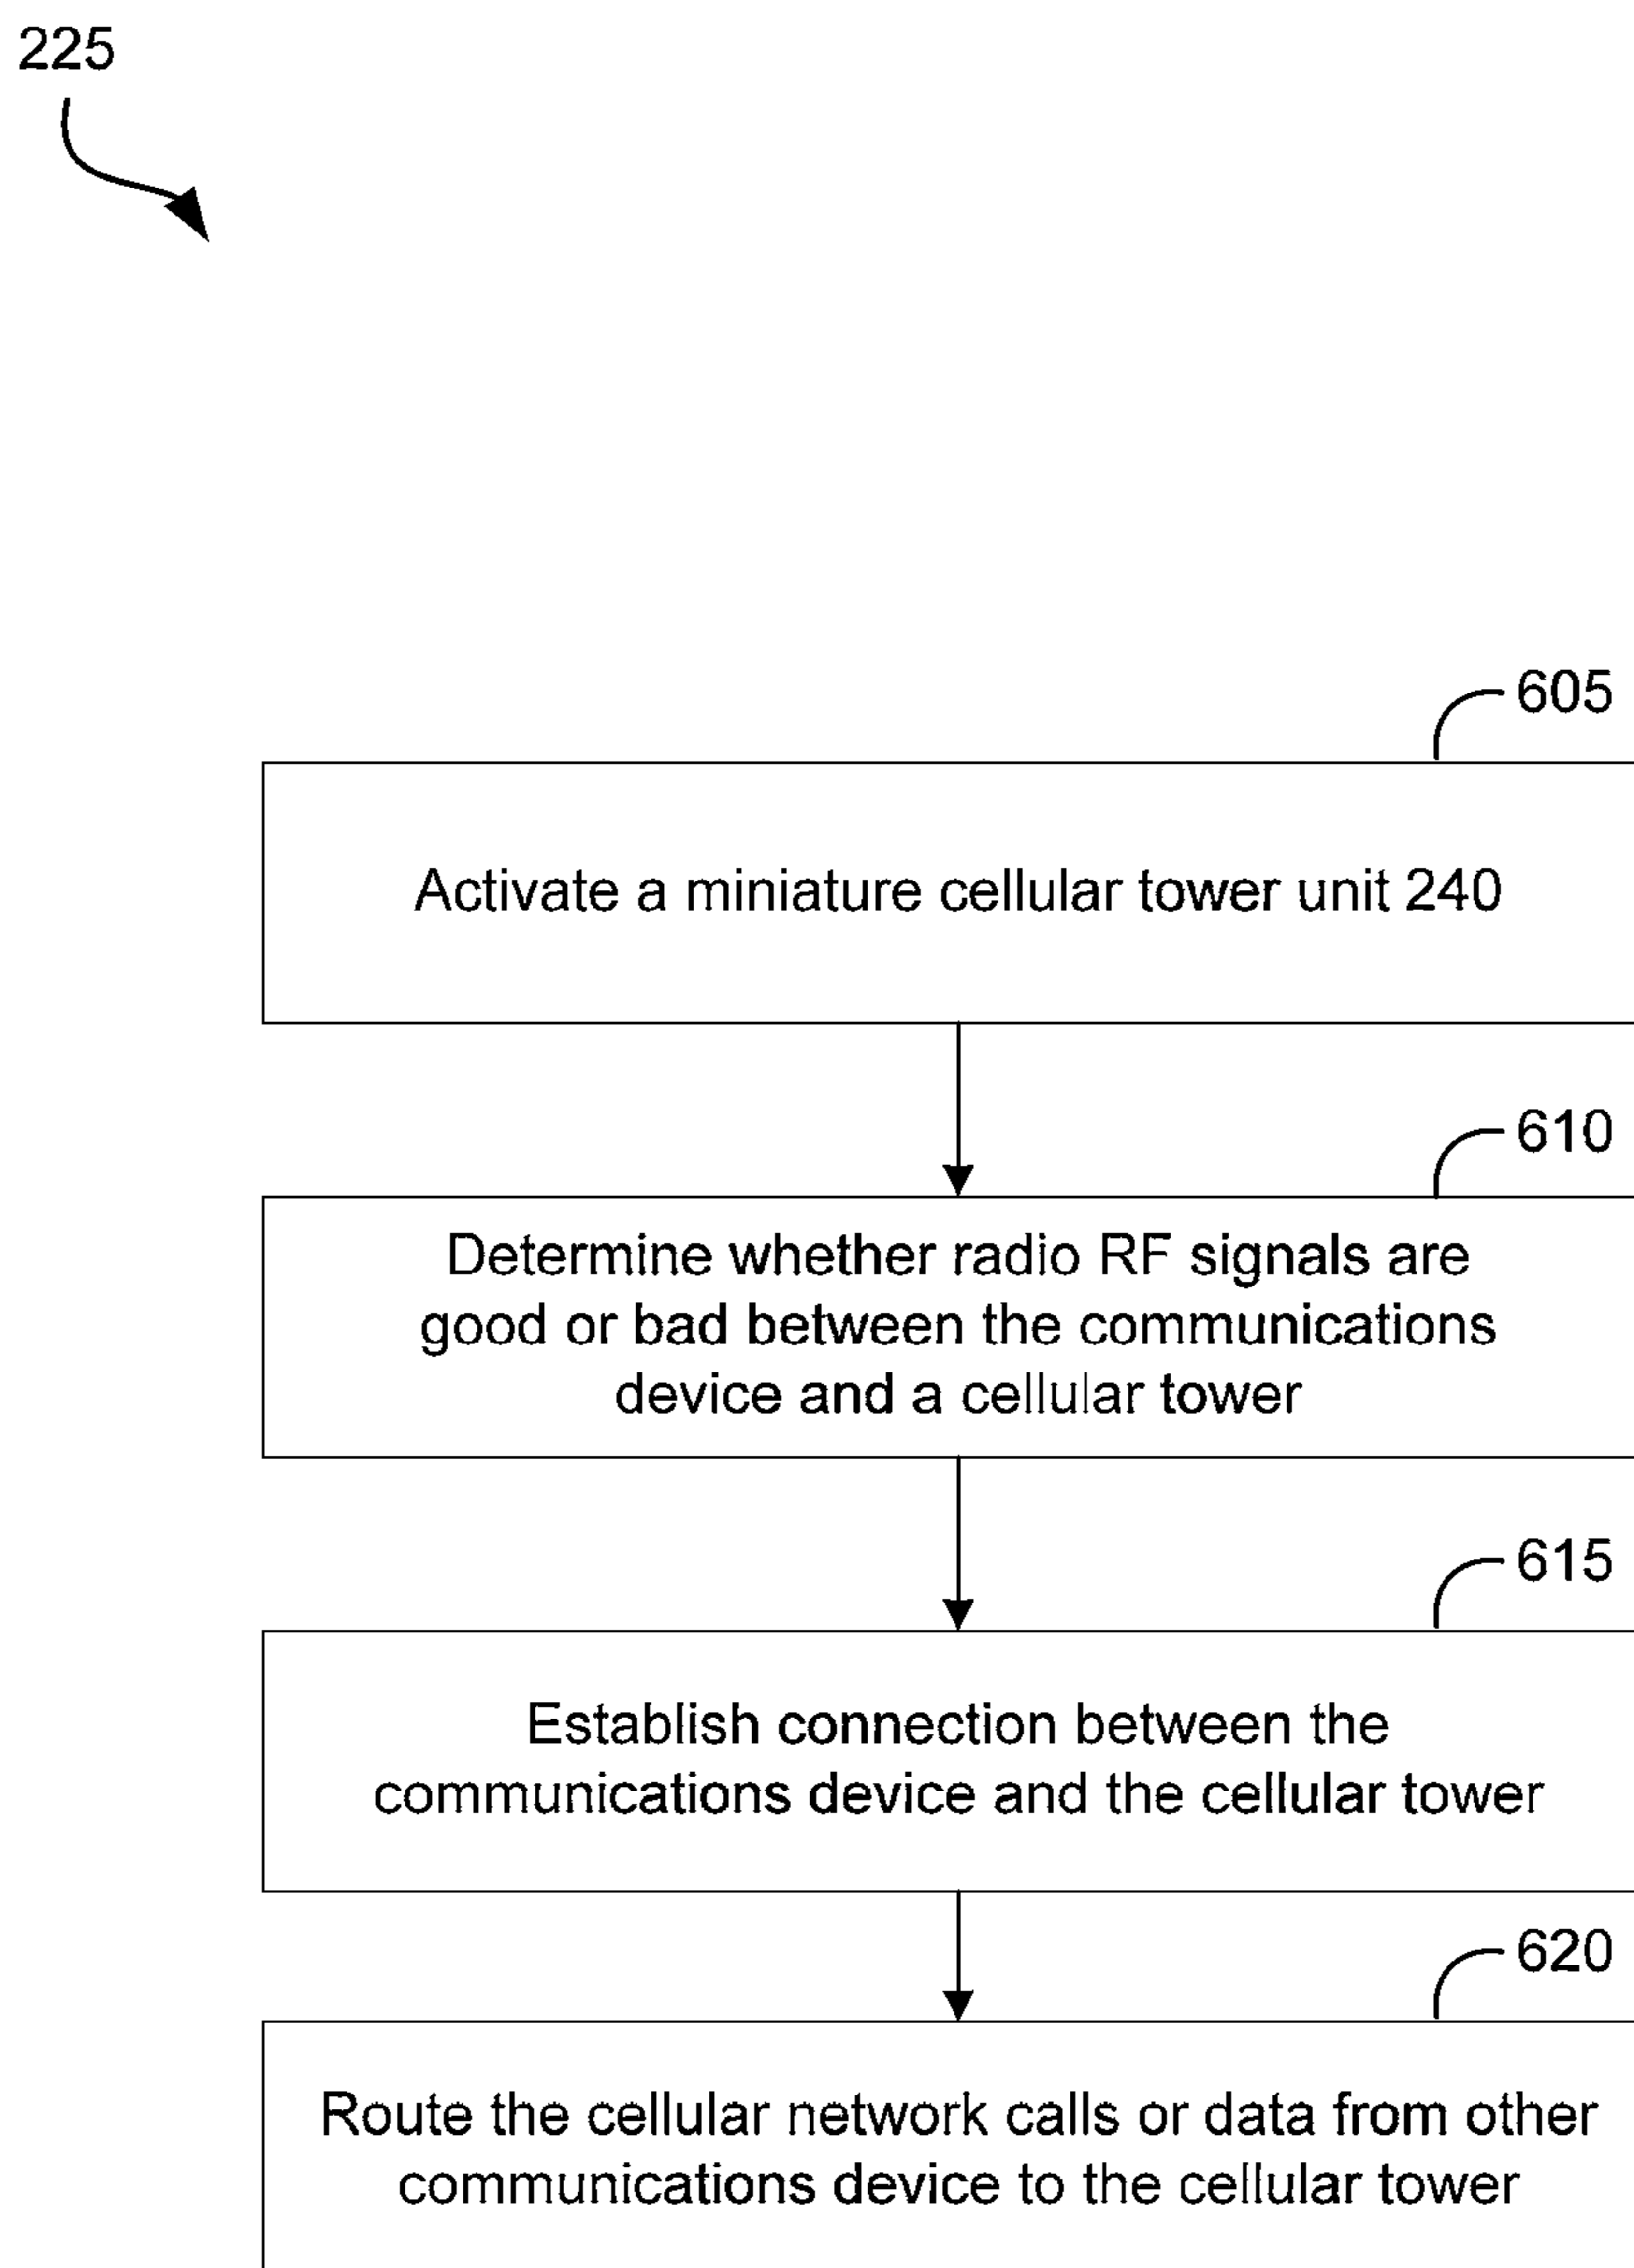 225
605
Activate a miniature cellular tower unit 240
610
Determine whether radio RF signals are
good or bad between the communications
device and a cellular tower
615
Establish connection between the
communications device and the cellular tower
620
Route the cellular network calls or data from other
communications device to the cellular tower